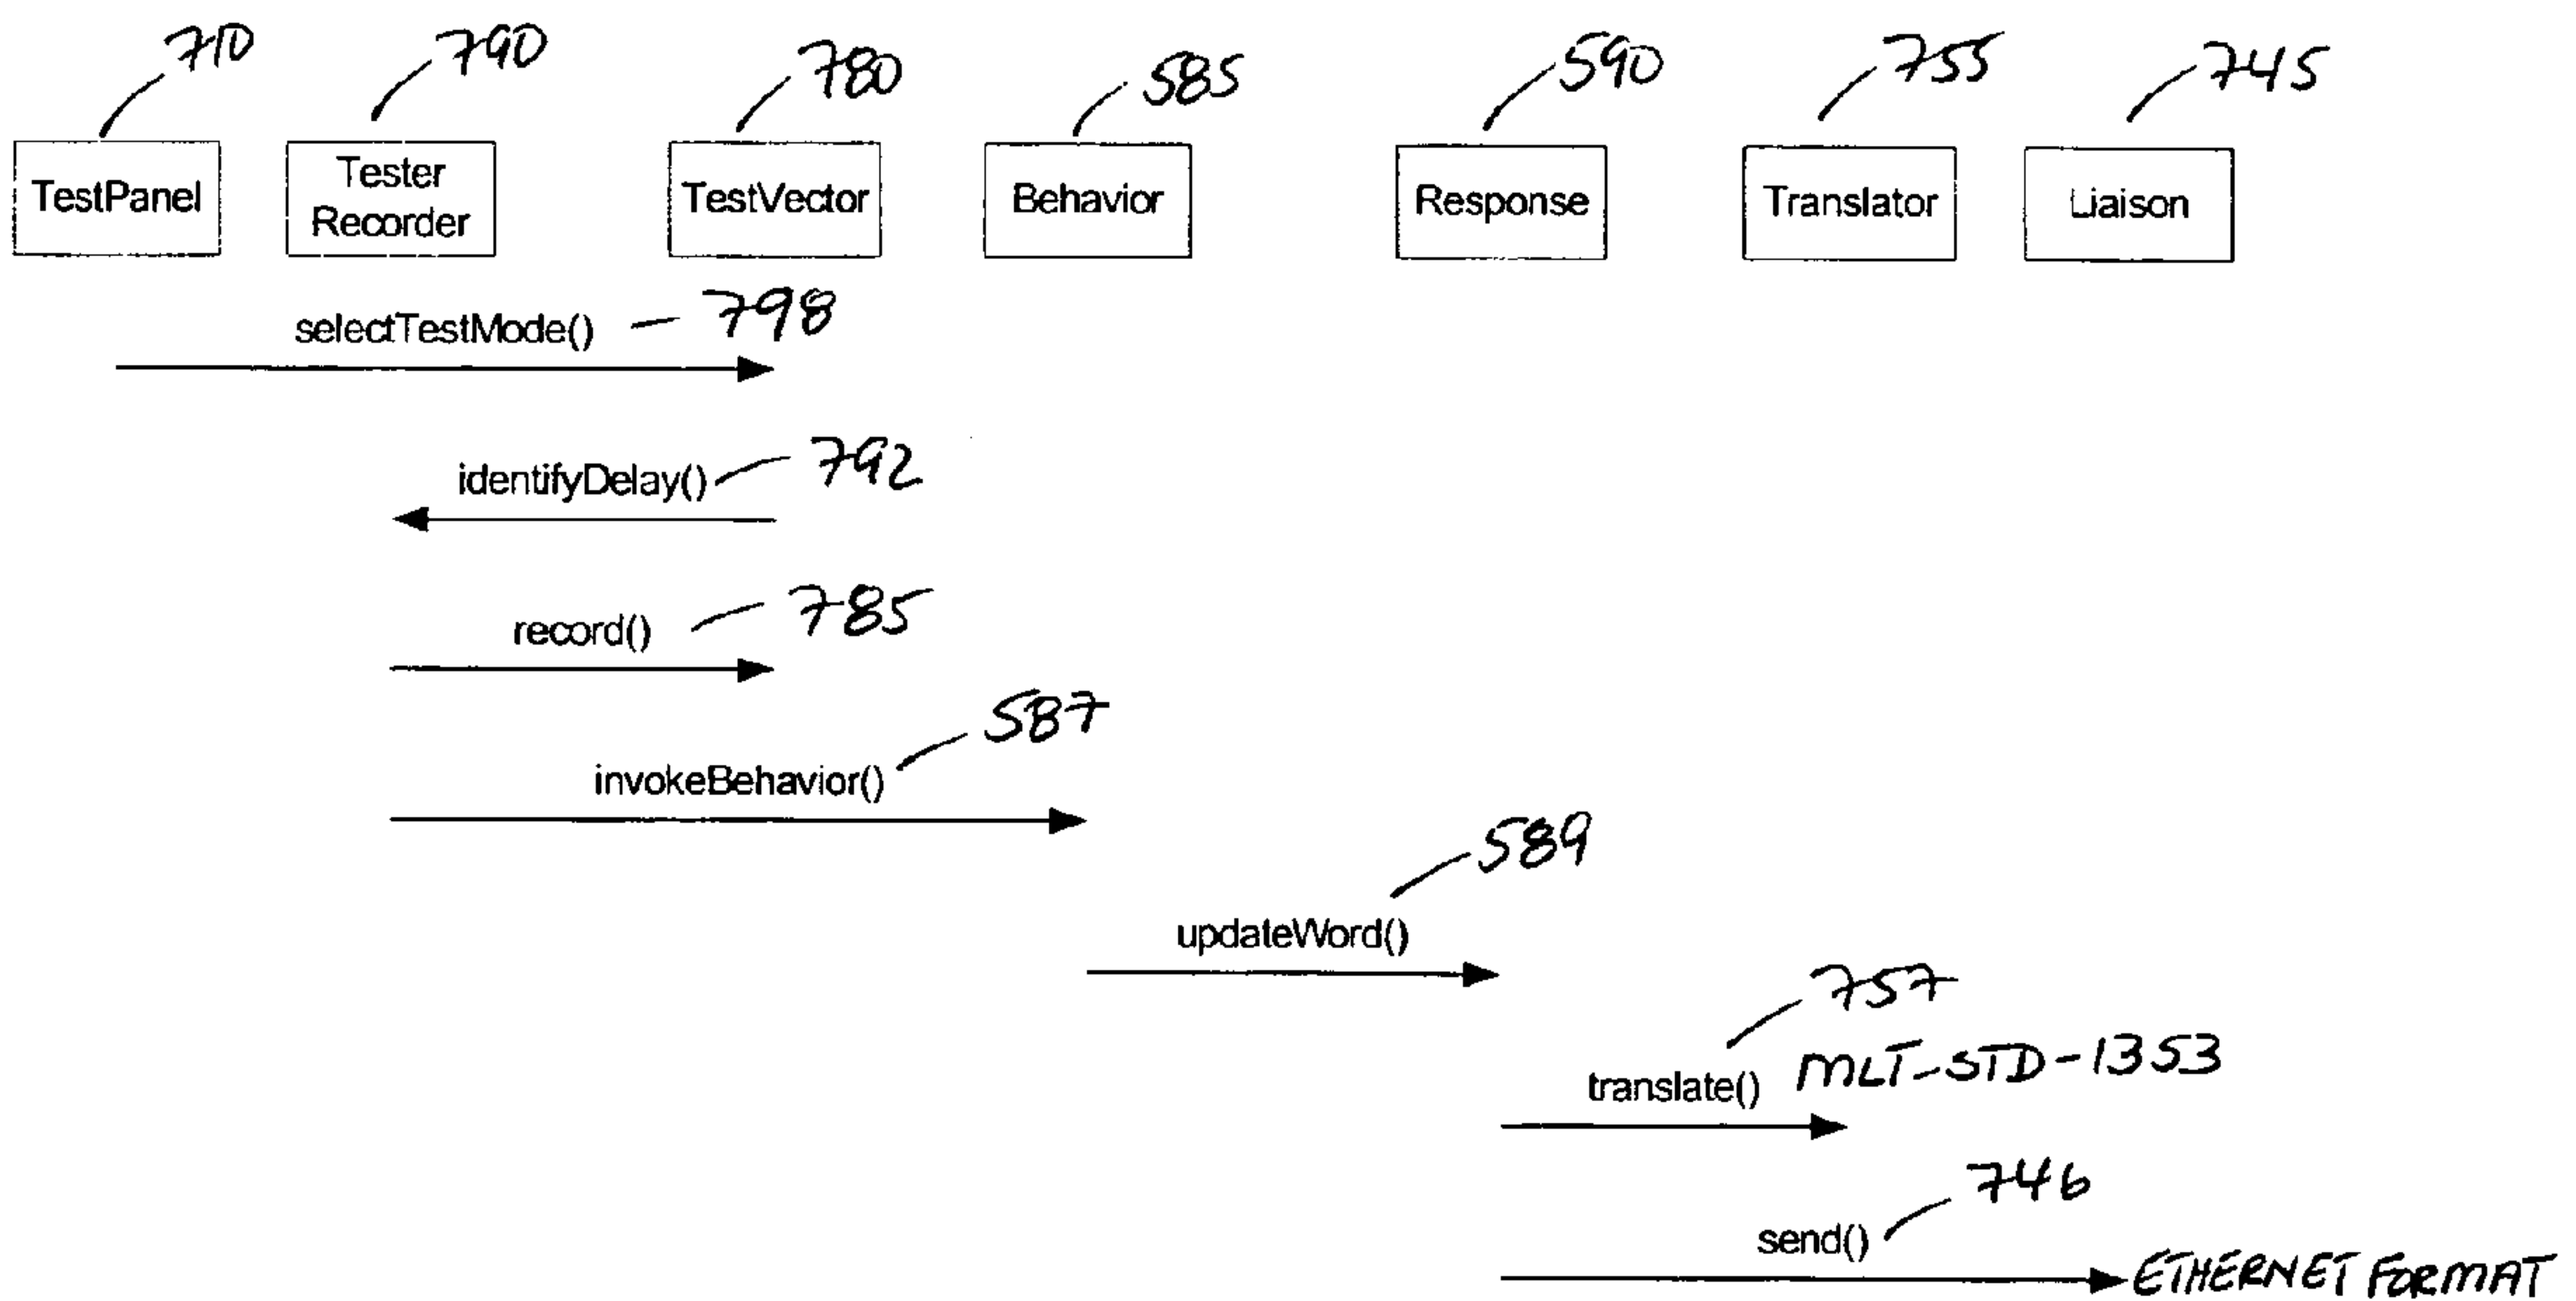 710 790 780 585 590 755 745
TestPanel
Tester
Recorder
TestVector
Behavior
Response
Translator
Liaison
selectTestMode() 798
identifyDelay() 792
record() 785
invokeBehavior() 587
updateWord() 589
757
translate() MLT-STD-1353
746
send()
ETHERNET FORMAT